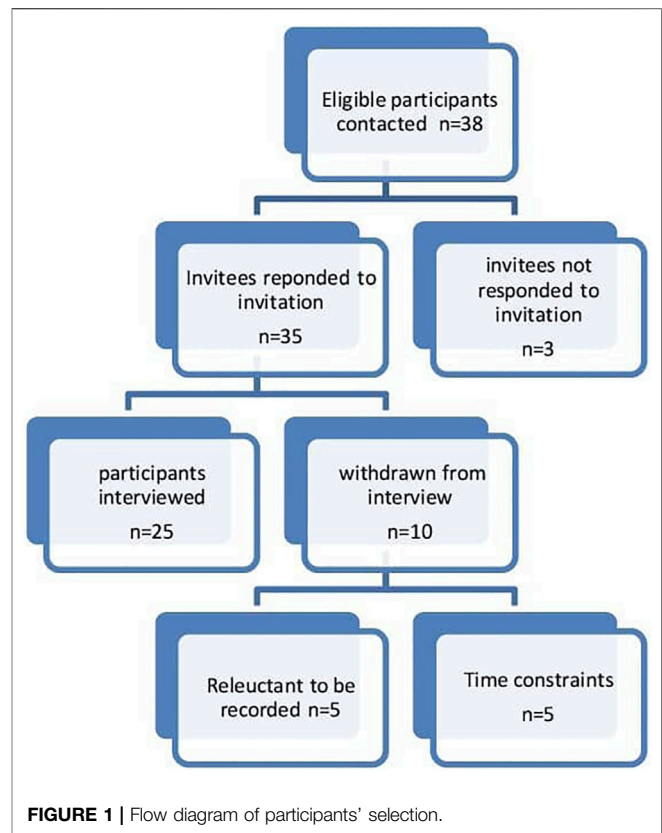 Eligible participants
contacted n=38
Invitees reponded to
invitation
n=35
invitees not
responded to
invitation
n=3
participants
interviewed
n=25
withdrawn from
interview
n=10
Releuctant to be
recorded n=5
Time constraints
n=5
FIGURE 1 | Flow diagram of participants’ selection.